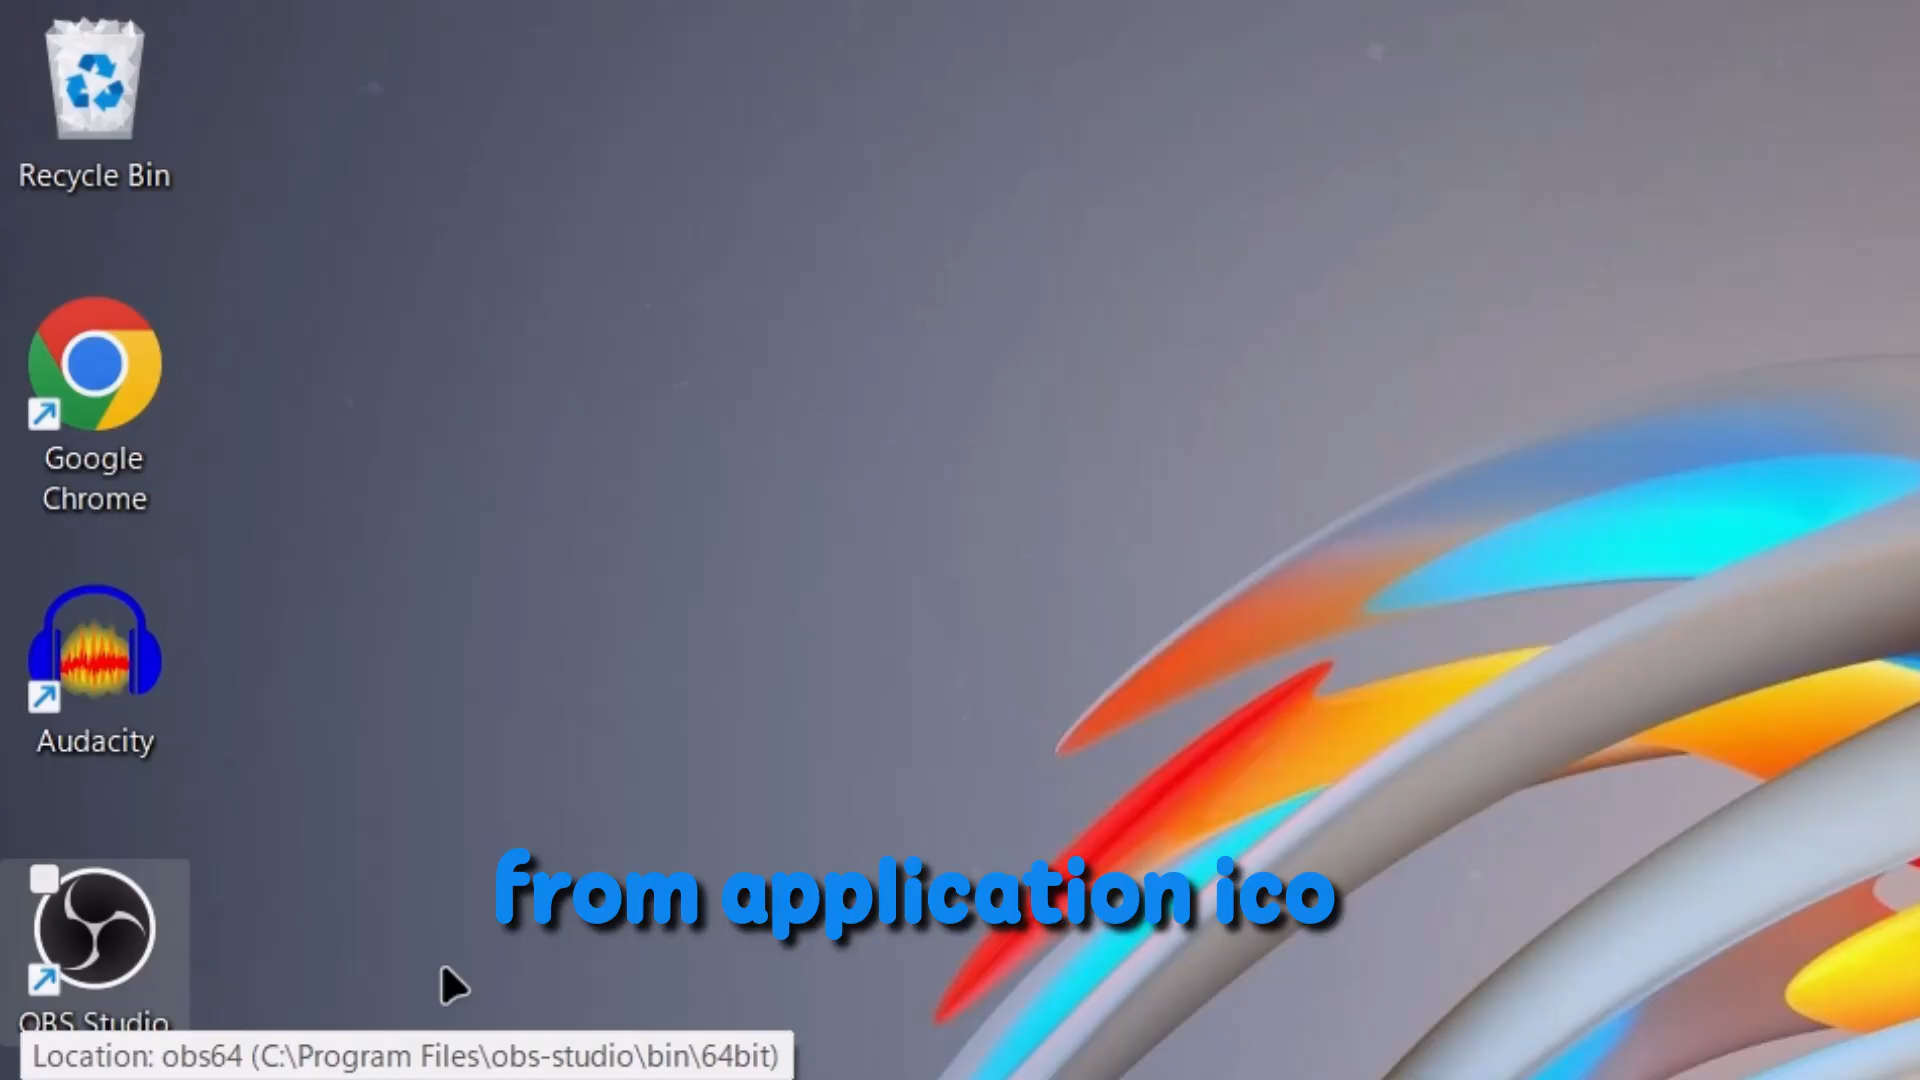 Recycle Bin
Google
Chrome
Audacity
from application ico
OBS Studio
Location: obs64 (C:\Program Files\obs-studio\bin\64bit)